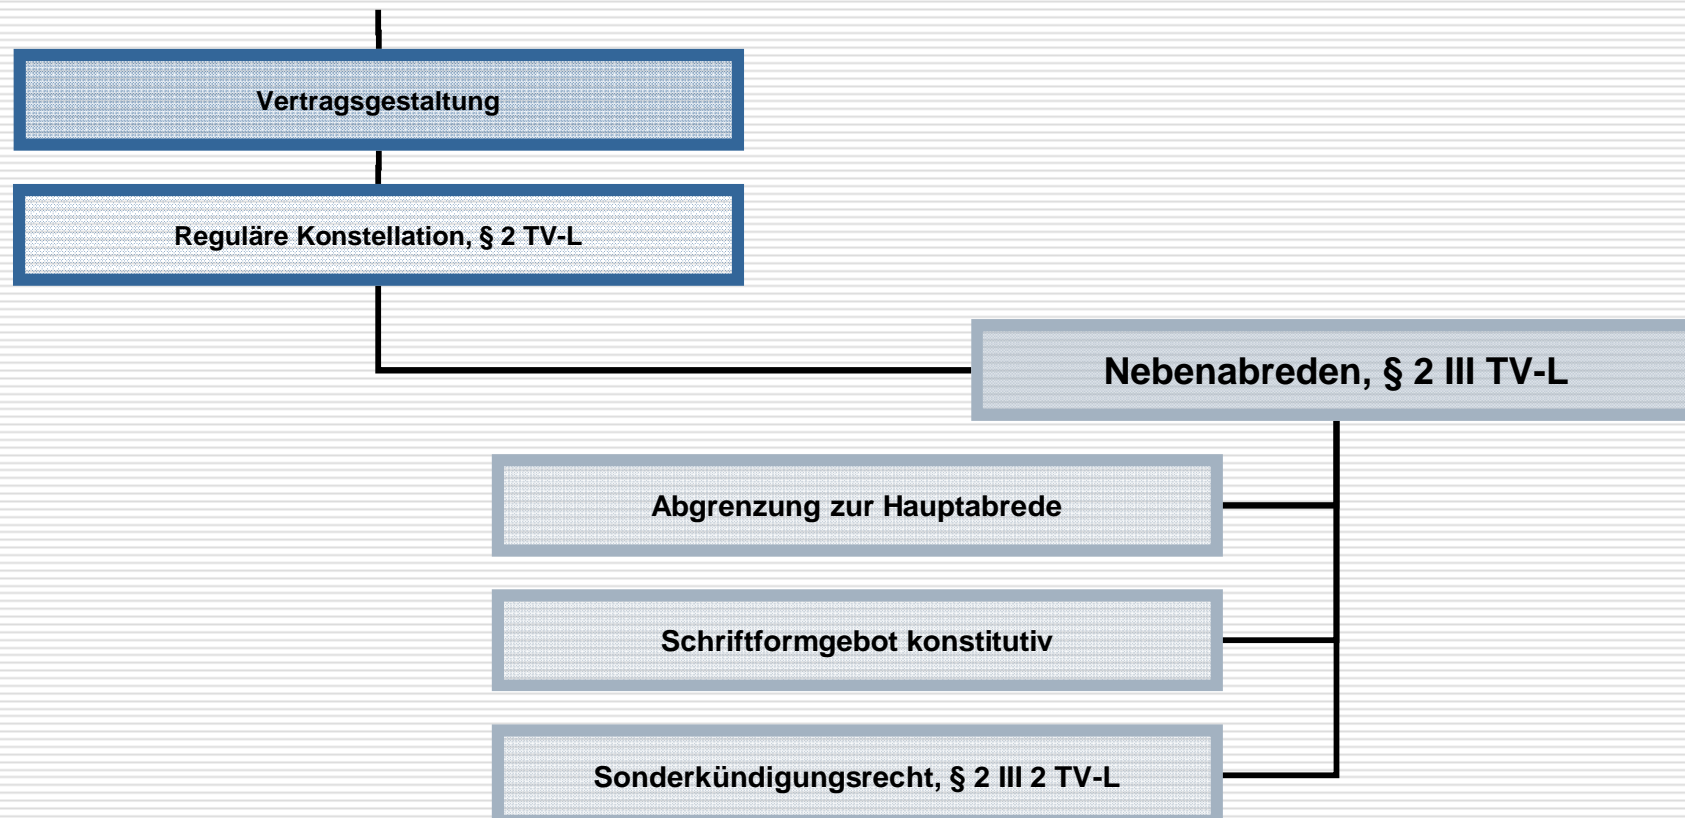 Vertragsgestaltung
Reguläre Konstellation, § 2 TV-L
Nebenabreden, § 2 III TV-L
Abgrenzung zur Hauptabrede
Schriftformgebot konstitutiv
Sonderkündigungsrecht, § 2 III 2 TV-L